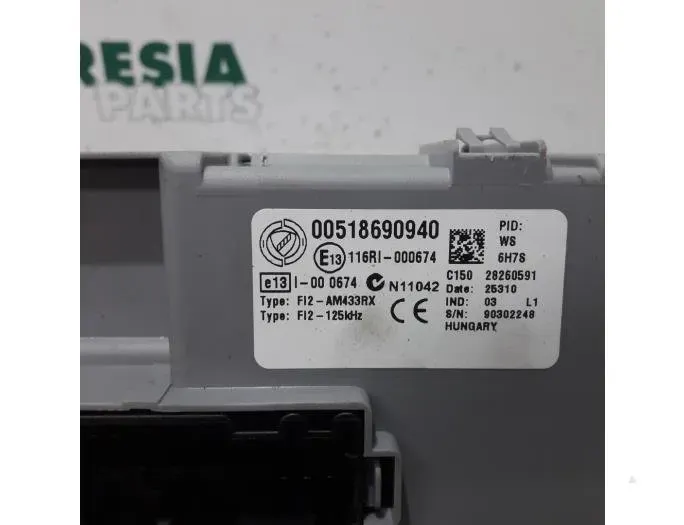 RESIA
PARTS
00518690940
E13 116RI-000674
e13 I-00 0674 N11042
Type: FI2-AM433RX
Type: FI2-125kHz
CE
PID:
WS
6H7S
C150 28260591
Date: 25310
IND: 03 L1
S/N: 90302248
HUNGARY